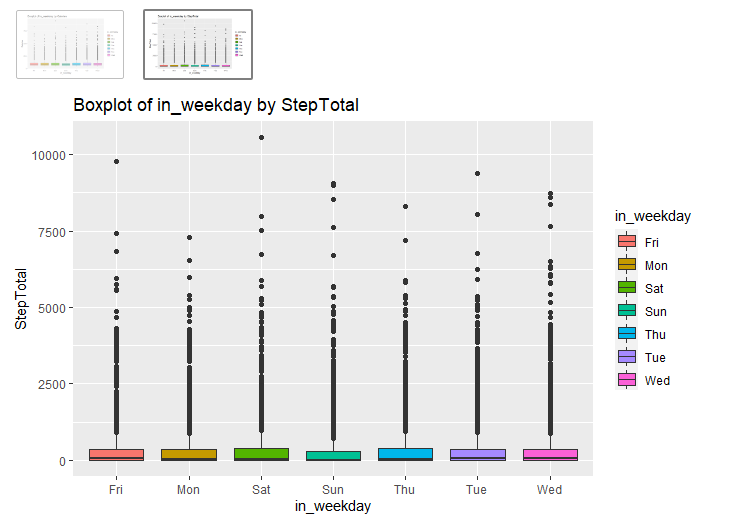 Boxplot of in_weekday by StepTotal
10000
7500
5000
2500
0
StepTotal
Fri Mon Sat Sun Thu Tue Wed
in_weekday
in_weekday
Fri
Mon
Sat
Sun
Thu
Tue
Wed